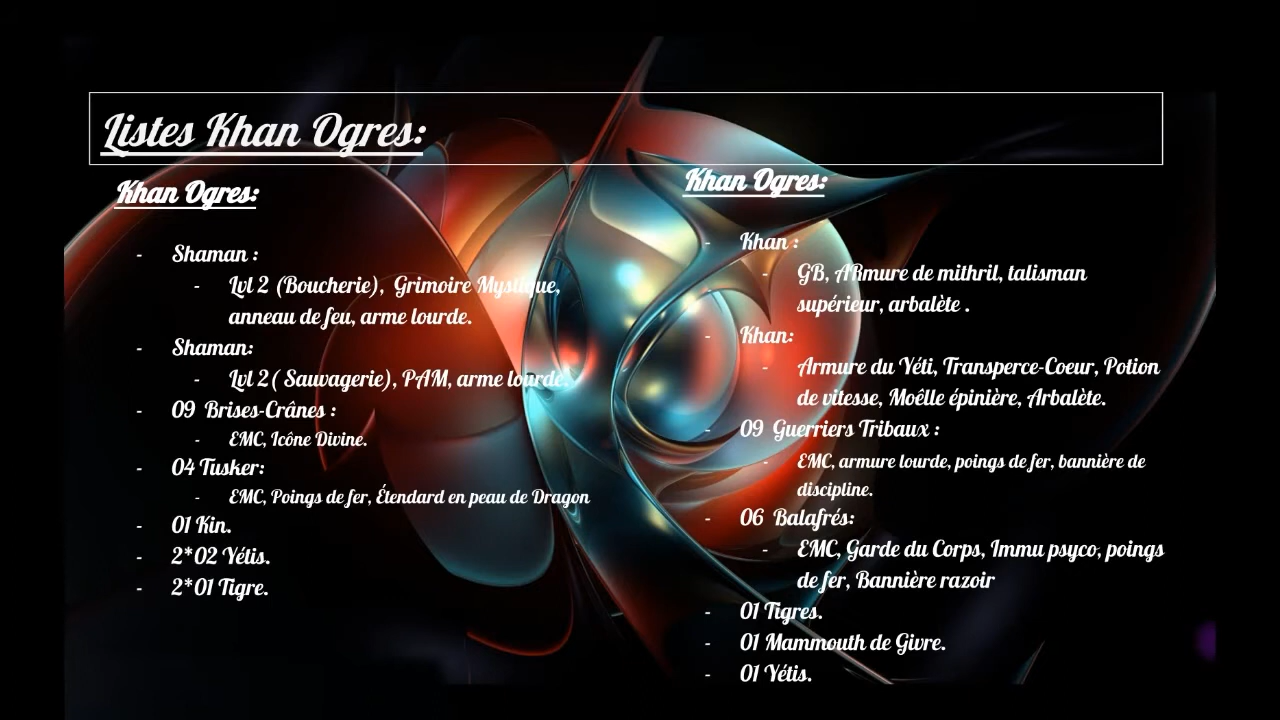 Listes Khan Ogres:
Khan Ogres:
- Shaman :
- Lvl 2 (Boucherie), Grimoire Mystique,
anneau de feu, arme lourde.
- Shaman:
- Lvl 2( Sauvagerie), PAM, arme lourde.
- 09 Brises-Crânes :
- EMC, Icône Divine.
- 04 Tusker:
- EMC, Poings de fer, Étendard en peau de Dragon
- 01 Kin.
- 2*02 Yétis.
- 2*01 Tigre.
Khan Ogres:
- Khan :
- GB, ARmure de mithril, talisman
supérieur, arbalète .
- Khan:
- Armure du Yéti, Transperce-Coeur, Potion
de vitesse, Moêlle épinière, Arbalète.
- 09 Guerriers Tribaux :
- EMC, armure lourde, poings de fer, bannière de
discipline.
- 06 Balafrés:
- EMC, Garde du Corps, Immu psyco, poings
de fer, Bannière razoir
- 01 Tigres.
- 01 Mammouth de Givre.
- 01 Yétis.